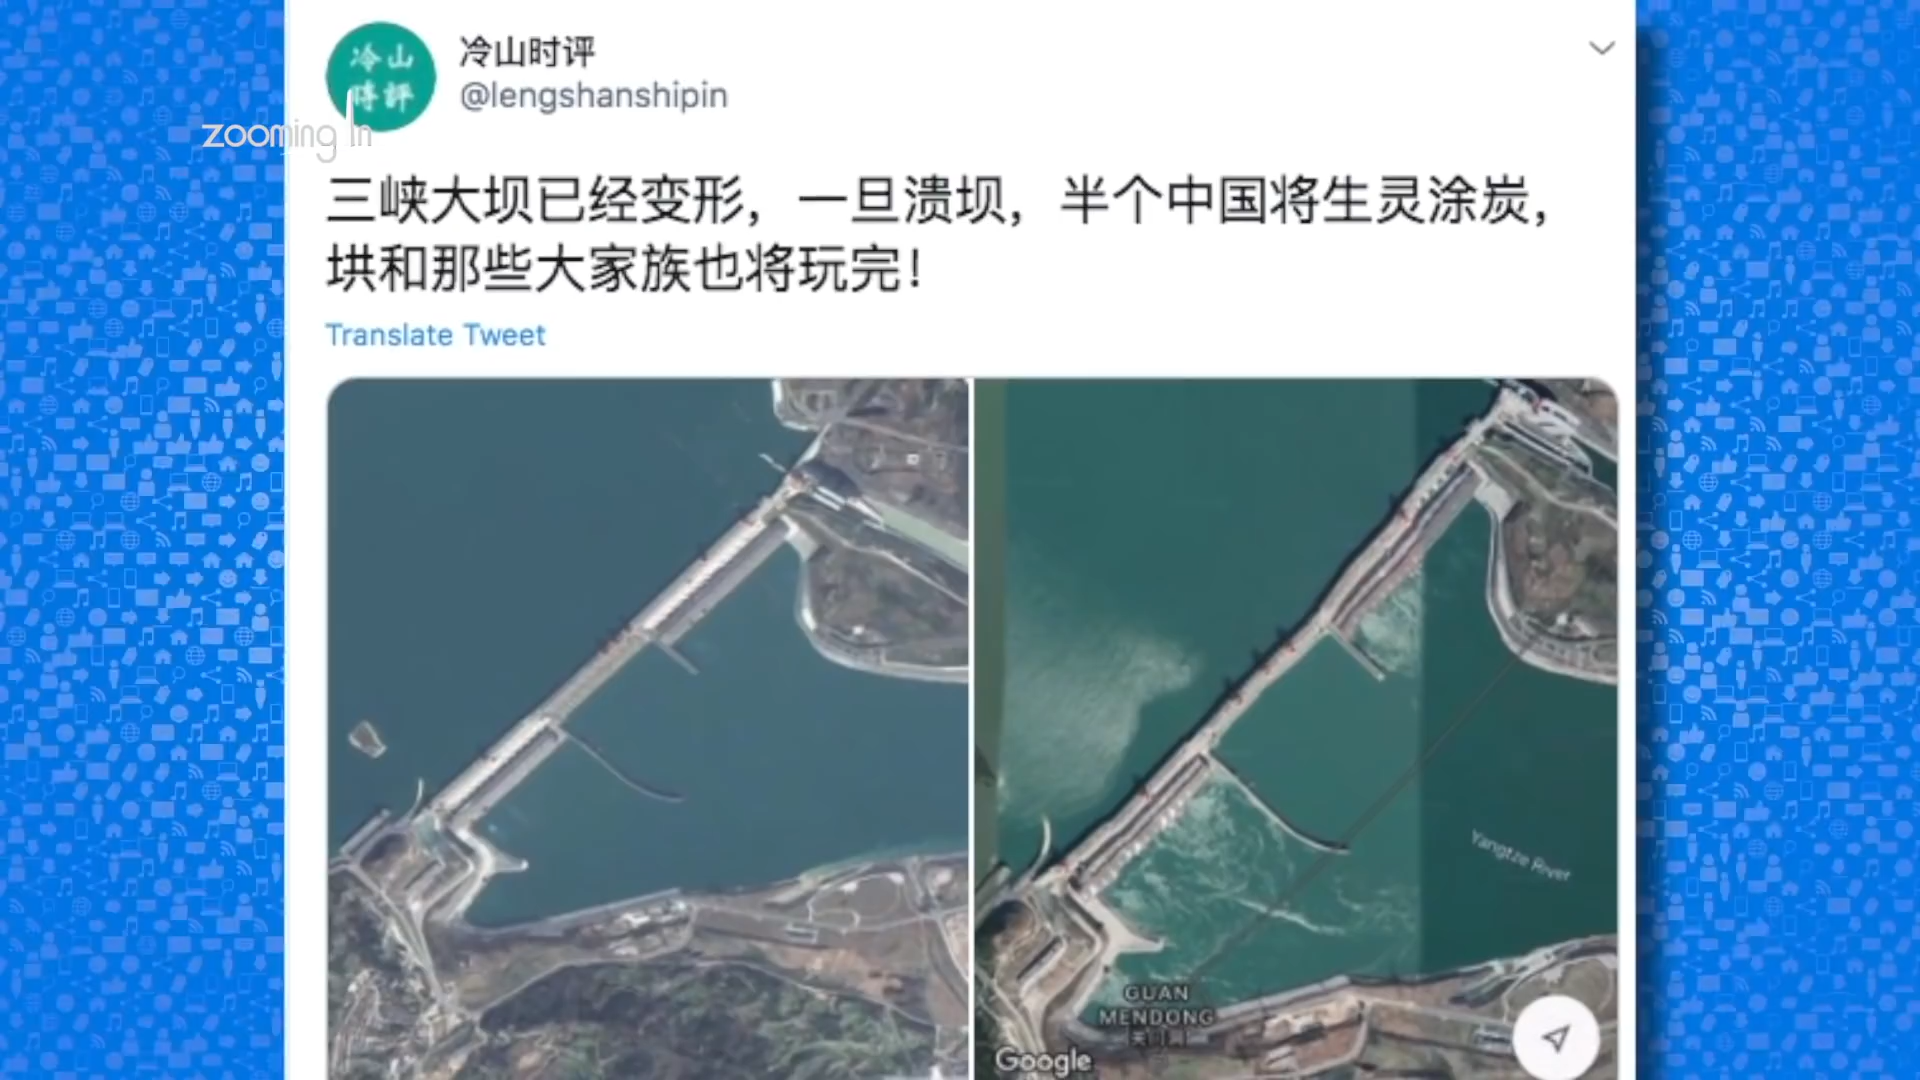 冷山时评
冷山
時評
@lengshanshipin
zooming In
三峡大坝已经变形，一旦溃坝，半个中国将生灵涂炭，
垬和那些大家族也将玩完！
Translate Tweet
Yangtze River
GUAN
MENDONG
Google